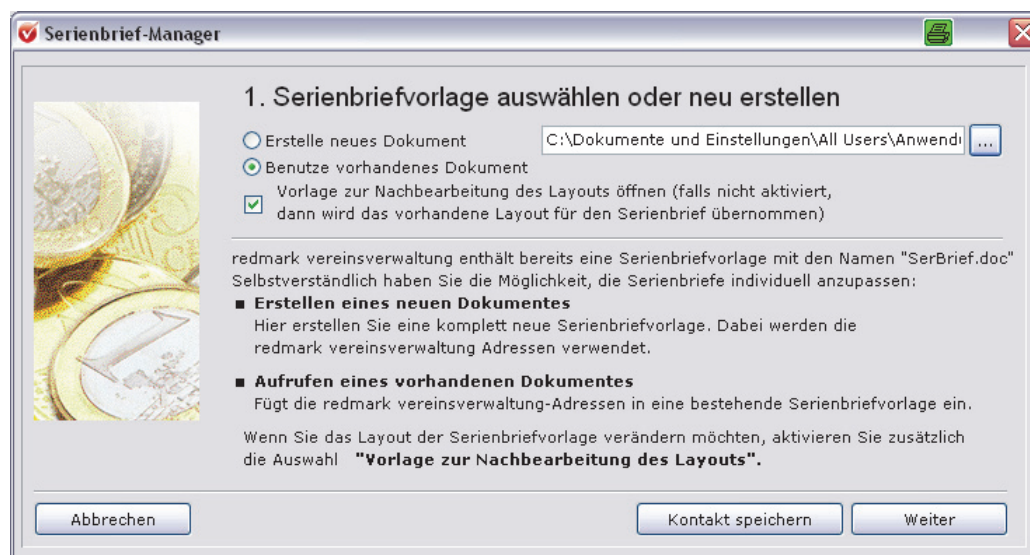 Serienbrief-Manager
1. Serienbriefvorlage auswählen oder neu erstellen
Erstelle neues Dokument
C:\Dokumente und Einstellungen\All Users\Anwend
...
Benutze vorhandenes Dokument
Vorlage zur Nachbearbeitung des Layouts öffnen (falls nicht aktiviert,
dann wird das vorhandene Layout für den Serienbrief übernommen)
redmark vereinsverwaltung enthält bereits eine Serienbriefvorlage mit den Namen "SerBrief.doc"
Selbstverständlich haben Sie die Möglichkeit, die Serienbriefe individuell anzupassen:
■ Erstellen eines neuen Dokumentes
Hier erstellen Sie eine komplett neue Serienbriefvorlage. Dabei werden die
redmark vereinsverwaltung Adressen verwendet.
■ Aufrufen eines vorhandenen Dokumentes
Fügt die redmark vereinsverwaltung-Adressen in eine bestehende Serienbriefvorlage ein.
Wenn Sie das Layout der Serienbriefvorlage verändern möchten, aktivieren Sie zusätzlich
die Auswahl "Vorlage zur Nachbearbeitung des Layouts".
Abbrechen
Kontakt speichern
Weiter